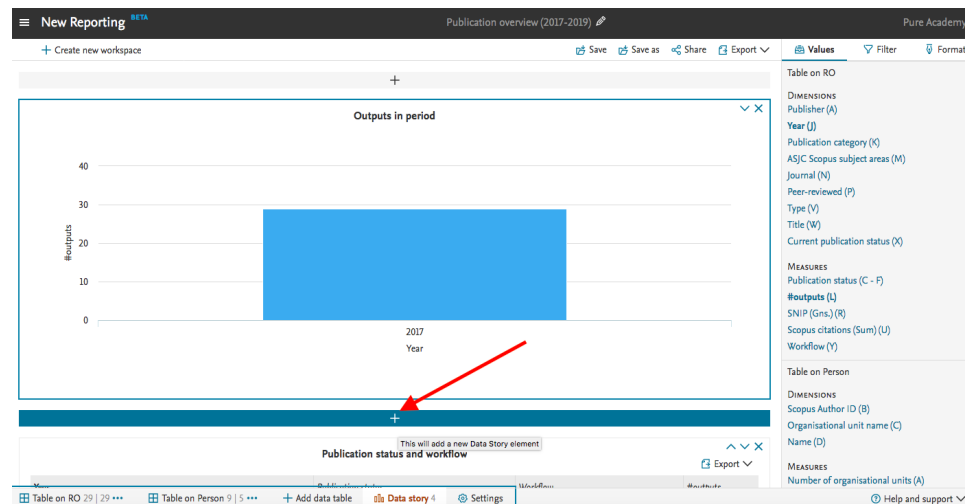 New Reporting BETA
Publication overview (2017-2019)
Pure Academy
+ Create new workspace
Save
Save as
Share
Export
Values
Filter
Format
+
Outputs in period
40
30
20
10
0
#outputs
2017
Year
+
This will add a new Data Story element
Publication status and workflow
Export
Workflow
#outputs
Table on RO
DIMENSIONS
Publisher (A)
Year (J)
Publication category (K)
ASJC Scopus subject areas (M)
Journal (N)
Peer-reviewed (P)
Type (V)
Title (W)
Current publication status (X)
MEASURES
Publication status (C - F)
#outputs (L)
SNIP (Gns.) (R)
Scopus citations (Sum) (U)
Workflow (Y)
Table on Person
DIMENSIONS
Scopus Author ID (B)
Organisational unit name (C)
Name (D)
MEASURES
Number of organisational units (A)
Table on RO 29 | 29 •••
Table on Person 9 | 5 •••
+ Add data table
Data story 4
Settings
Help and support